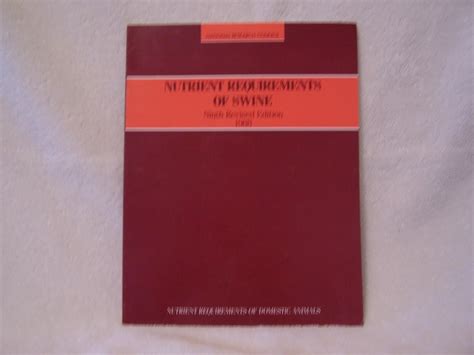 NATIONAL RESEARCH COUNCIL
NUTRIENT REQUIREMENTS
OF SWINE
Ninth Revised Edition
1988
NUTRIENT REQUIREMENTS OF DOMESTIC ANIMALS